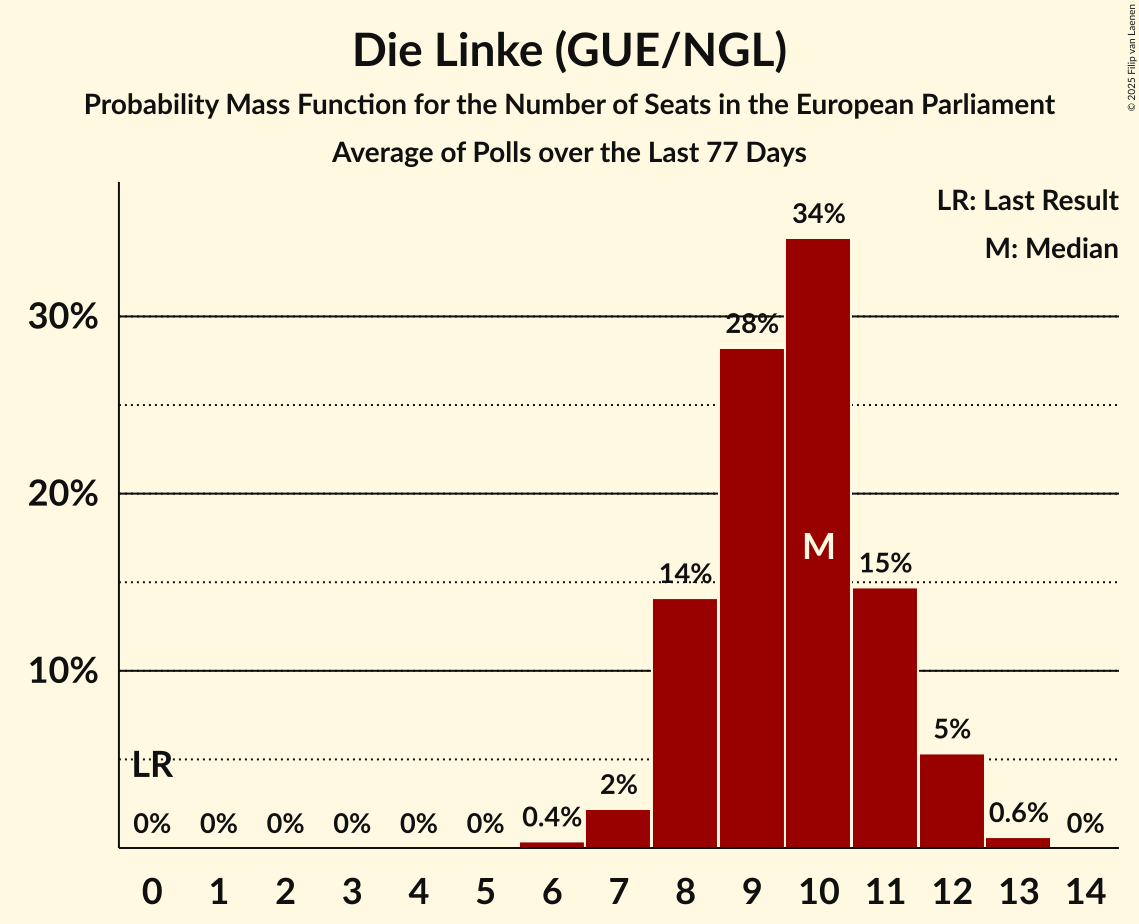 Die Linke (GUE/NGL)
Probability Mass Function for the Number of Seats in the European Parliament
Average of Polls over the Last 77 Days
© 2025 Filip van Laenen
LR: Last Result
M: Median
34%
30%
28%
20%
M
15%
14%
10%
5%
LR
2%
0% 0% 0% 0% 0% 0% 0.4% 0.6% 0%
0 1 2 3 4 5 6 7 8 9 10 11 12 13 14